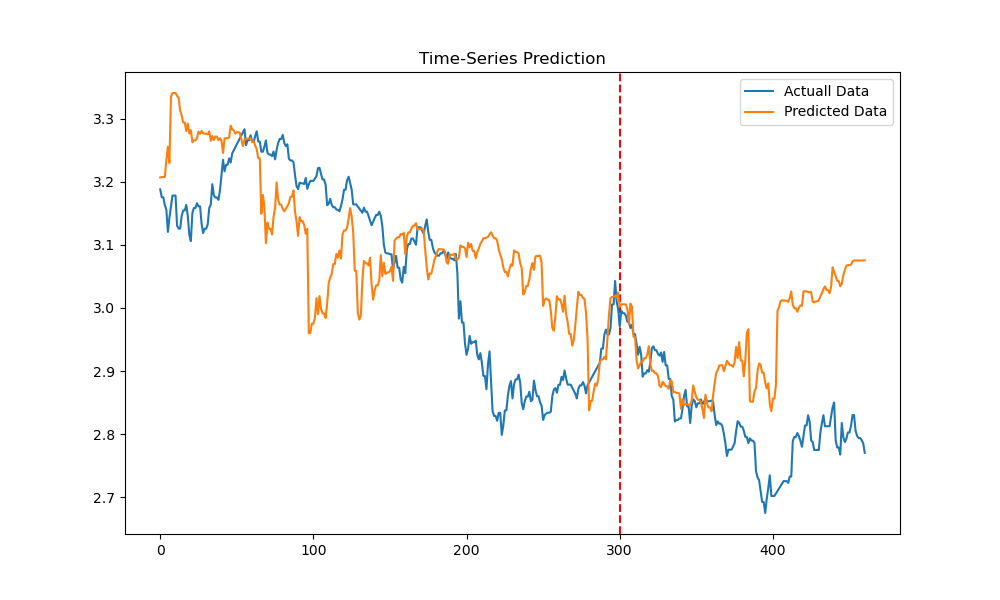 Time-Series Prediction
Actuall Data
Predicted Data
3.3
3.2
3.1
3.0
2.9
2.8
2.7
0 100 200 300 400